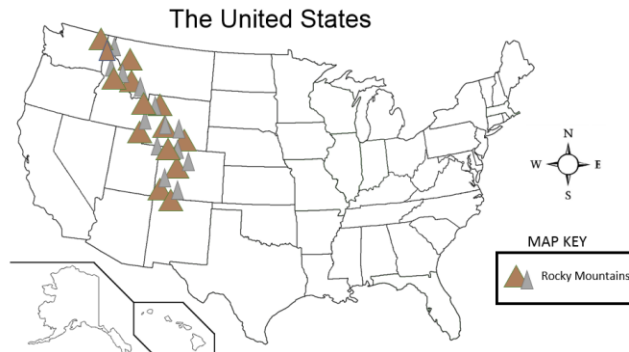 The United States
N
W E
S
MAP KEY
Rocky Mountains